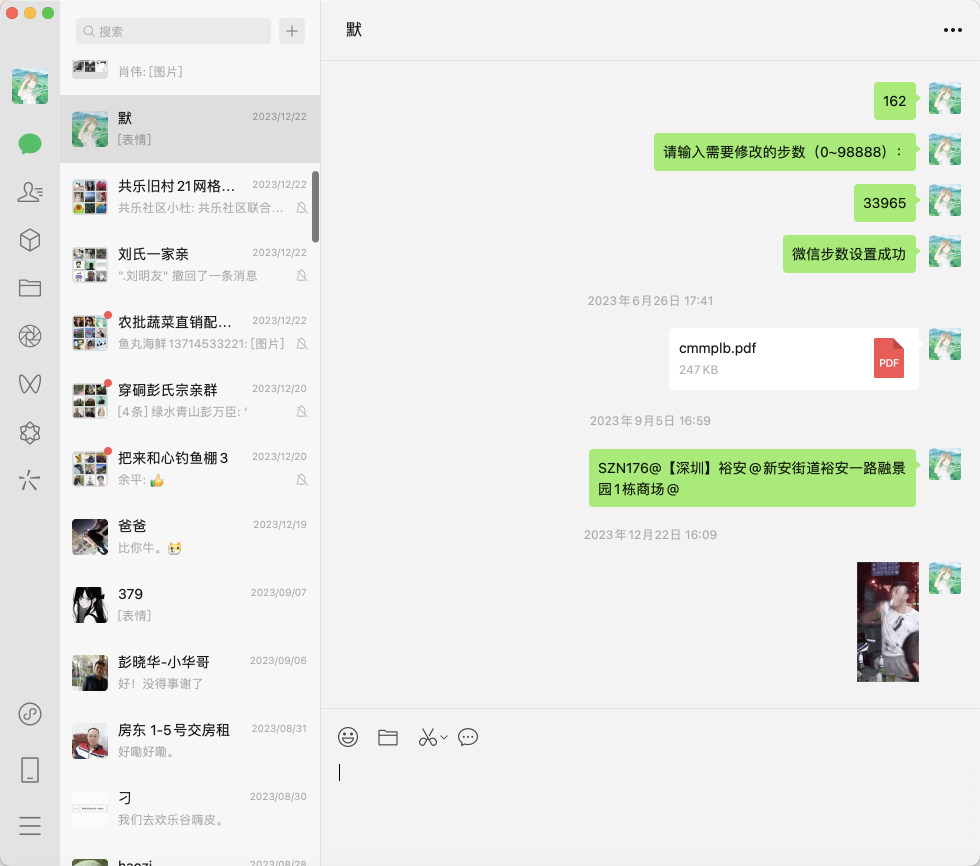 搜索
肖伟: [图片]
默
2023/12/22
[表情]
共乐旧村21网格...
2023/12/22
共乐社区小杜: 共乐社区联合...
刘氏一家亲
2023/12/22
".刘明友" 撤回了一条消息
农批蔬菜直销配...
2023/12/22
鱼丸海鲜13714533221: [图片]
穿硐彭氏宗亲群
2023/12/20
[4条] 绿水青山彭万臣: ‘
把来和心钓鱼棚3
2023/12/20
余平:
爸爸
2023/12/19
比你牛。
379
2023/09/07
[表情]
彭晓华-小华哥
2023/09/06
好！没得事谢了
房东 1-5号交房租
2023/08/31
好嘞好嘞。
刁
2023/08/30
我们去欢乐谷嗨皮。
haozi
2023/08/28
默
162
请输入需要修改的步数（0~98888）：
33965
微信步数设置成功
2023年6月26日 17:41
cmmplb.pdf
247 KB
PDF
2023年9月5日 16:59
SZN176@【深圳】裕安@新安街道裕安一路融景
园1栋商场@
2023年12月22日 16:09